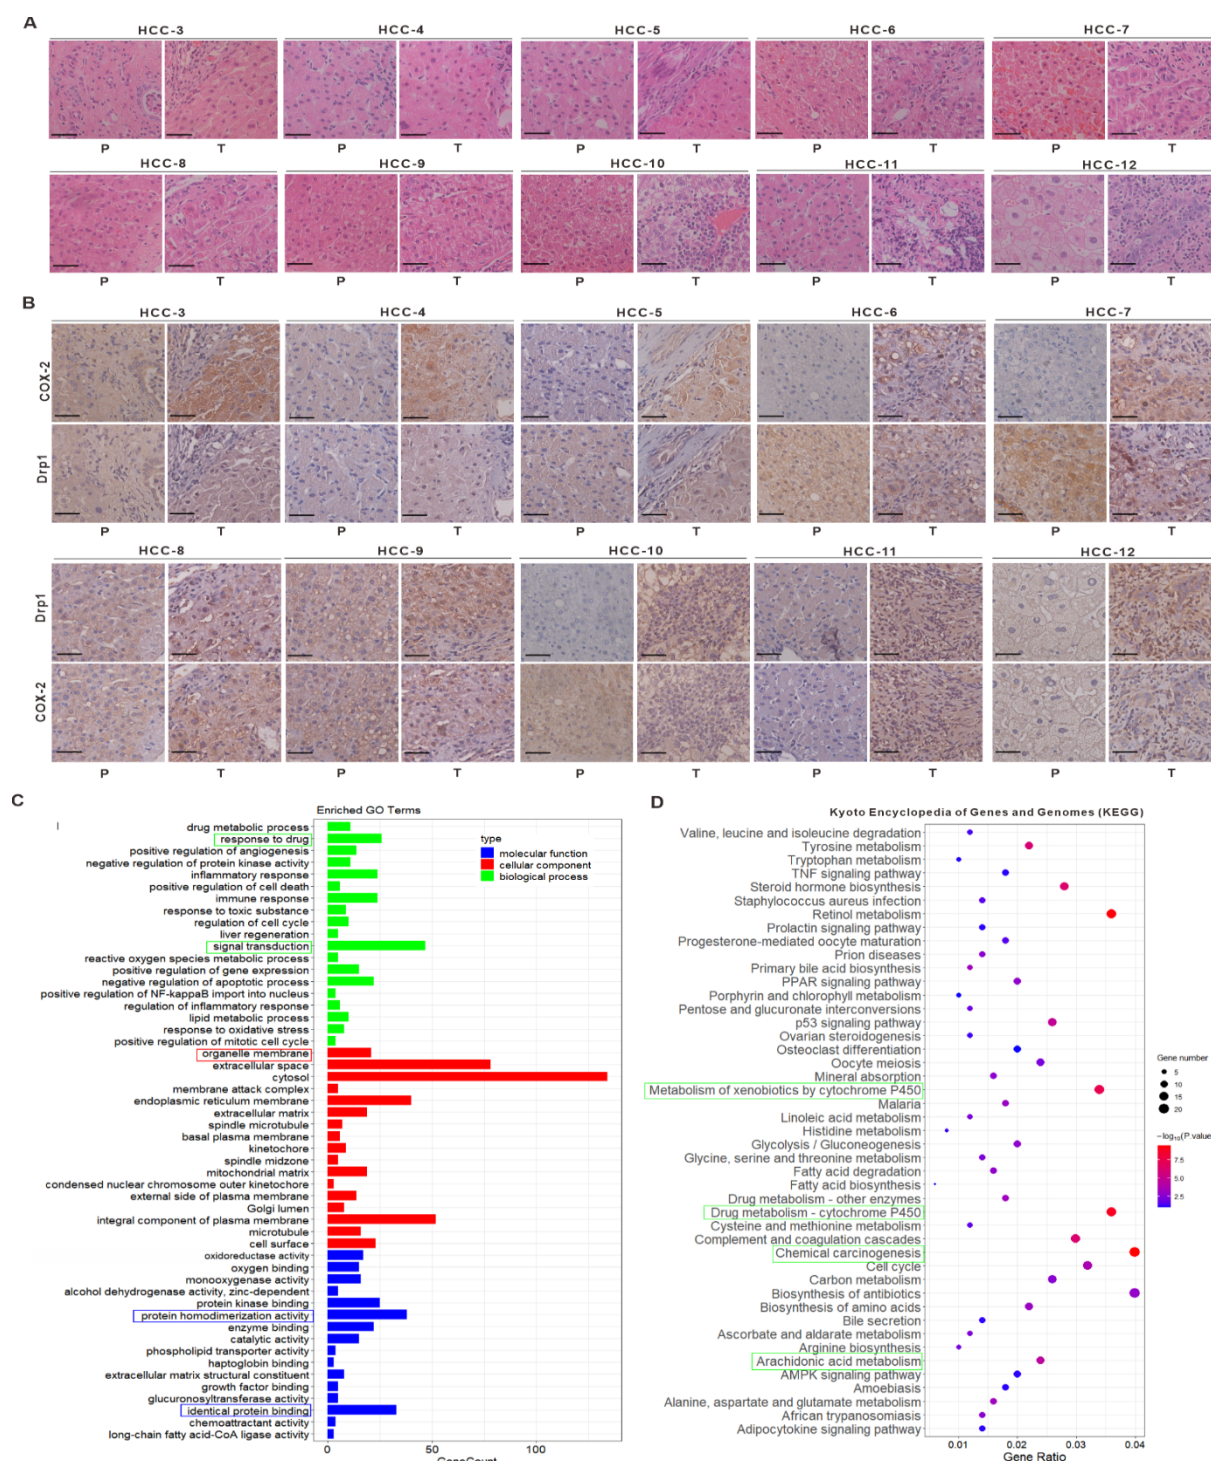 A
HCC-3 HCC-4 HCC-5 HCC-6 HCC-7
P T P T P T P T P T
HCC-8 HCC-9 HCC-10 HCC-11 HCC-12
P T P T P T P T P T
B
HCC-3 HCC-4 HCC-5 HCC-6 HCC-7
COX-2
Drp1
P T P T P T P T P T
HCC-8 HCC-9 HCC-10 HCC-11 HCC-12
Drp1
COX-2
P T P T P T P T P T
C
Enriched GO Terms
drug metabolic process
response to drug
positive regulation of angiogenesis
negative regulation of protein kinase activity
inflammatory response
positive regulation of cell death
immune response
response to toxic substance
regulation of cell cycle
liver regeneration
signal transduction
reactive oxygen species metabolic process
positive regulation of gene expression
negative regulation of apoptotic process
positive regulation of NF-kappaB import into nucleus
regulation of inflammatory response
lipid metabolic process
response to oxidative stress
positive regulation of mitotic cell cycle
organelle membrane
extracellular space
cytosol
membrane attack complex
endoplasmic reticulum membrane
extracellular matrix
spindle microtubule
basal plasma membrane
kinetochore
spindle midzone
mitochondrial matrix
condensed nuclear chromosome outer kinetochore
external side of plasma membrane
Golgi lumen
integral component of plasma membrane
microtubule
cell surface
oxidoreductase activity
oxygen binding
monooxygenase activity
alcohol dehydrogenase activity, zinc-dependent
protein kinase binding
protein homodimerization activity
enzyme binding
catalytic activity
phospholipid transporter activity
haptoglobin binding
extracellular matrix structural constituent
growth factor binding
glucuronosyltransferase activity
identical protein binding
chemoattractant activity
long-chain fatty acid-CoA ligase activity
0 50 100
GeneCount
type
molecular function
cellular component
biological process
D
Kyoto Encyclopedia of Genes and Genomes (KEGG)
Valine, leucine and isoleucine degradation
Tyrosine metabolism
Tryptophan metabolism
TNF signaling pathway
Steroid hormone biosynthesis
Staphylococcus aureus infection
Retinol metabolism
Prolactin signaling pathway
Progesterone-mediated oocyte maturation
Prion diseases
Primary bile acid biosynthesis
PPAR signaling pathway
Porphyrin and chlorophyll metabolism
Pentose and glucuronate interconversions
p53 signaling pathway
Ovarian steroidogenesis
Osteoclast differentiation
Oocyte meiosis
Mineral absorption
Metabolism of xenobiotics by cytochrome P450
Malaria
Linoleic acid metabolism
Histidine metabolism
Glycolysis / Gluconeogenesis
Glycine, serine and threonine metabolism
Fatty acid degradation
Fatty acid biosynthesis
Drug metabolism - other enzymes
Drug metabolism - cytochrome P450
Cysteine and methionine metabolism
Complement and coagulation cascades
Chemical carcinogenesis
Cell cycle
Carbon metabolism
Biosynthesis of antibiotics
Biosynthesis of amino acids
Bile secretion
Ascorbate and aldarate metabolism
Arginine biosynthesis
Arachidonic acid metabolism
AMPK signaling pathway
Amoebiasis
Alanine, aspartate and glutamate metabolism
African trypanosomiasis
Adipocytokine signaling pathway
0.01 0.02 0.03 0.04
Gene Ratio
Gene number
5
10
15
20
−log10(P.value
7.5
5.0
2.5